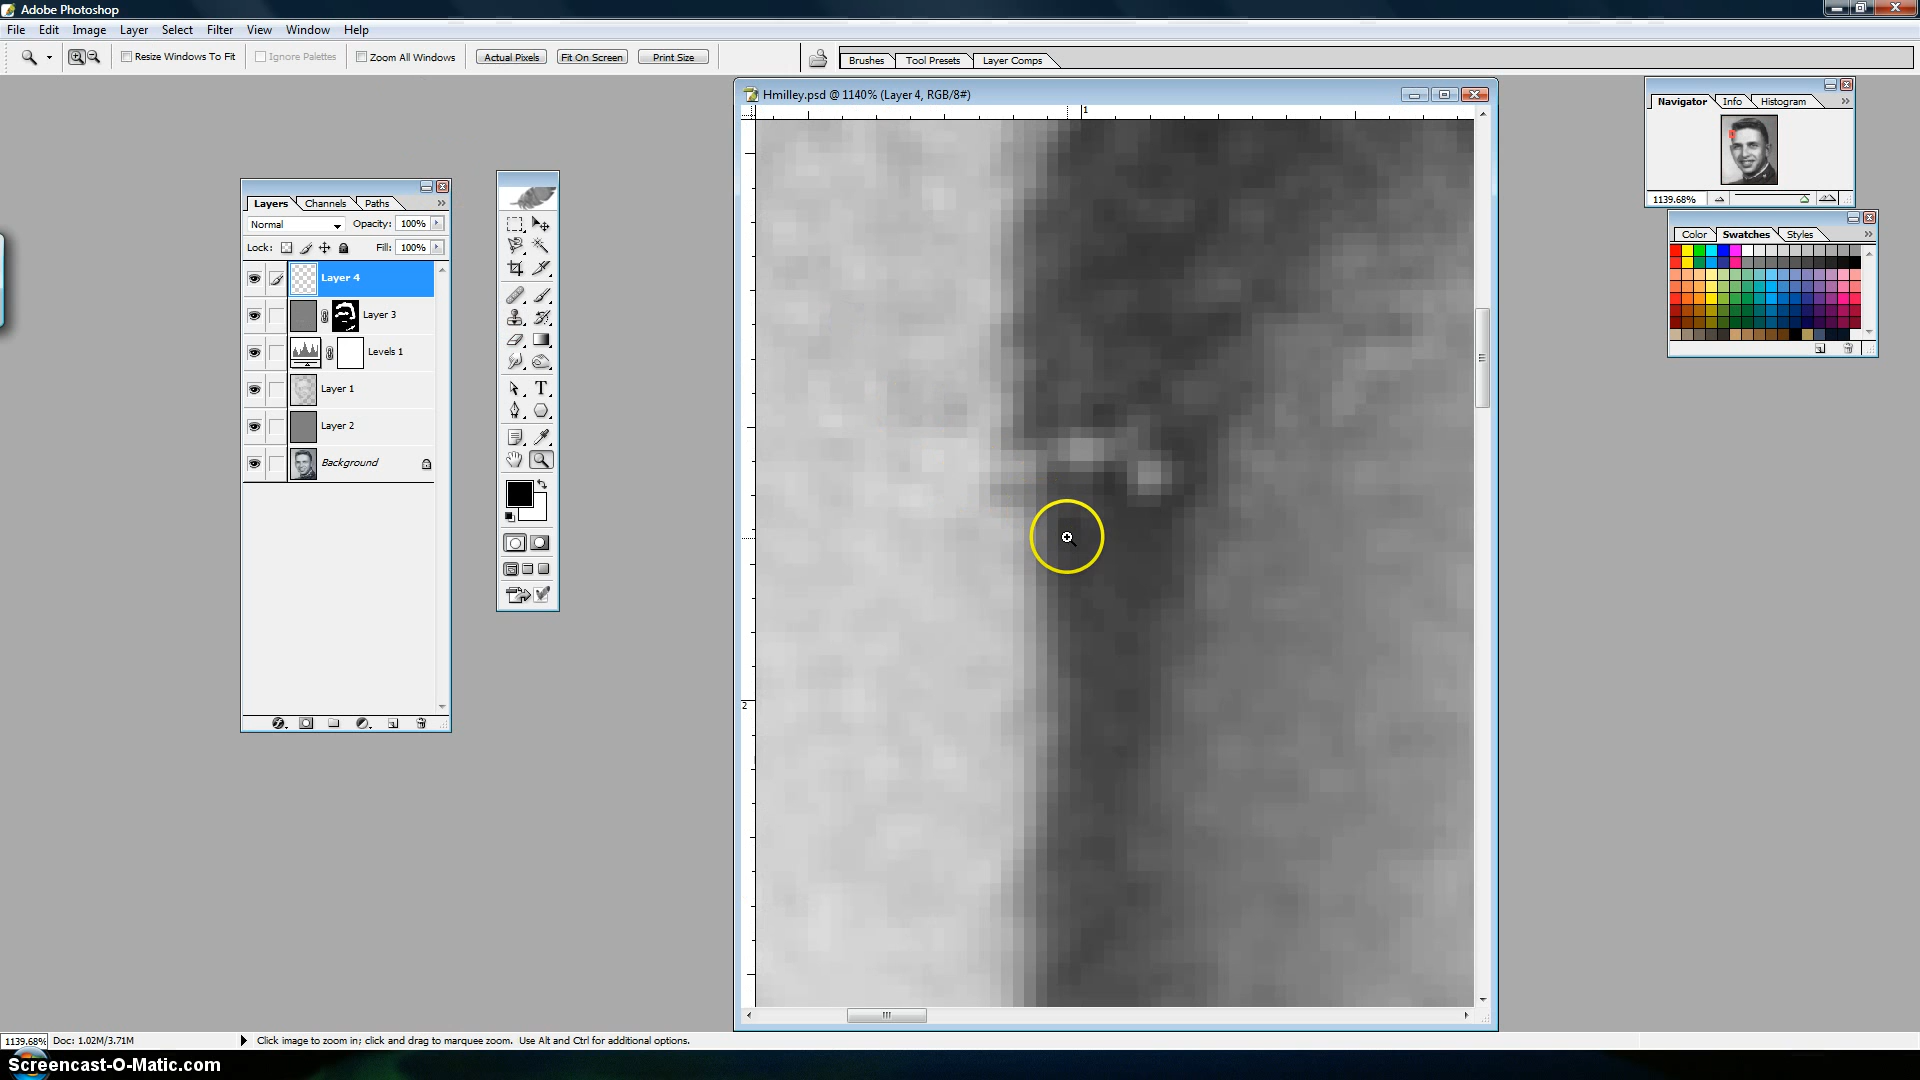 Adobe Photoshop
File Edit Image Layer Select Filter View Window Help
Resize Windows To Fit Ignore Palettes Zoom All Windows Actual Pixels Fit On Screen Print Size Brushes Tool Presets Layer Comps
Hmilley.psd @ 1140% (Layer 4, RGB/8#)
1
2
Navigator Info Histogram
1139.68%
Color Swatches Styles
Layers Channels Paths
Normal Opacity: 100%
Lock: Fill: 100%
Layer 4
Layer 3
Levels 1
Layer 1
Layer 2
Background
T
1139.68% Doc: 1.02M/3.71M Click image to zoom in; click and drag to marquee zoom. Use Alt and Ctrl for additional options.
Screencast-O-Matic.com